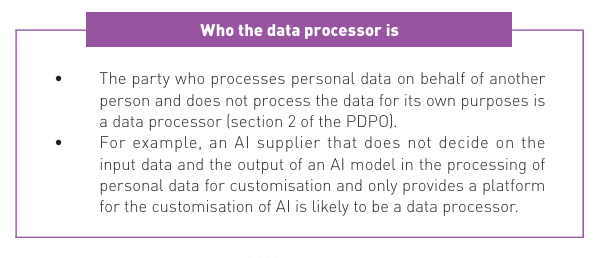 Who the data processor is
• The party who processes personal data on behalf of another
person and does not process the data for its own purposes is
a data processor (section 2 of the PDPO).
• For example, an AI supplier that does not decide on the
input data and the output of an AI model in the processing of
personal data for customisation and only provides a platform
for the customisation of AI is likely to be a data processor.